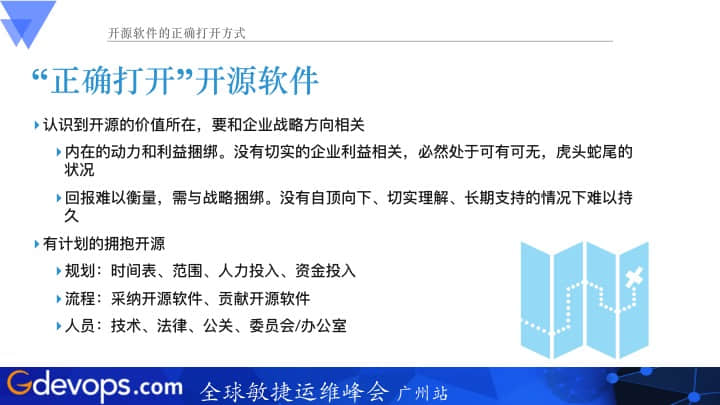 开源软件的正确打开方式
“正确打开”开源软件
认识到开源的价值所在，要和企业战略方向相关
内在的动力和利益捆绑。没有切实的企业利益相关，必然处于可有可无，虎头蛇尾的
状况
回报难以衡量，需与战略捆绑。没有自顶向下、切实理解、长期支持的情况下难以持
久
有计划的拥抱开源
规划：时间表、范围、人力投入、资金投入
流程：采纳开源软件、贡献开源软件
人员：技术、法律、公关、委员会/办公室
Gdevops.com 全球敏捷运维峰会 广州站